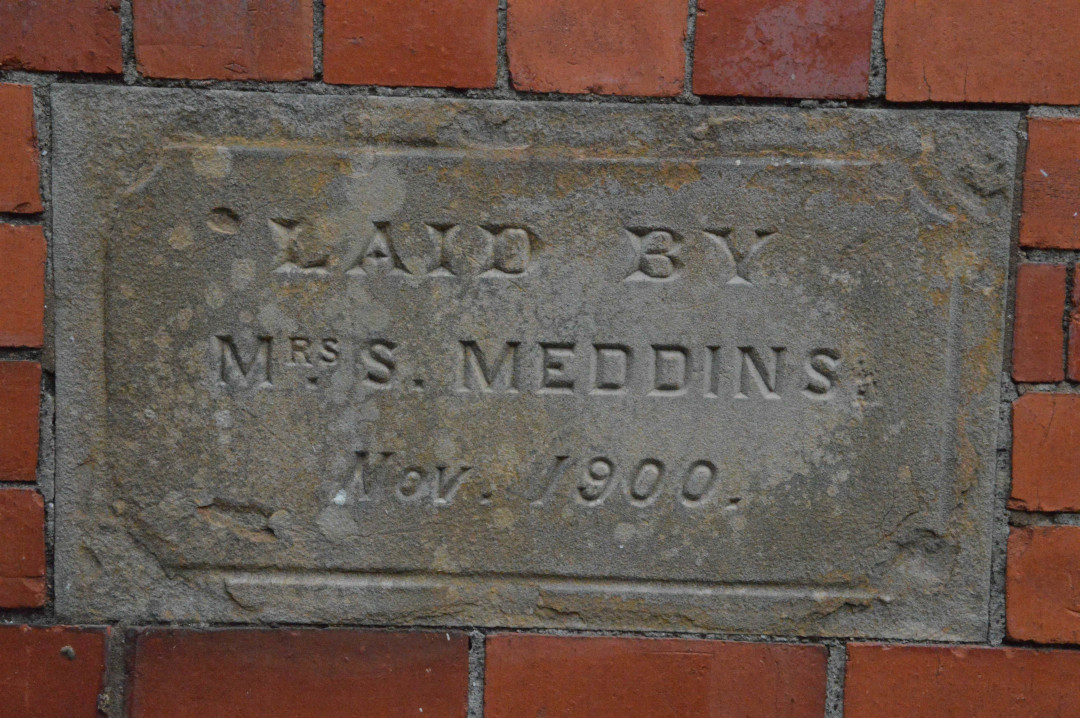 LAID BY
MRS. S. MEDDINS.
Nov. 1900.